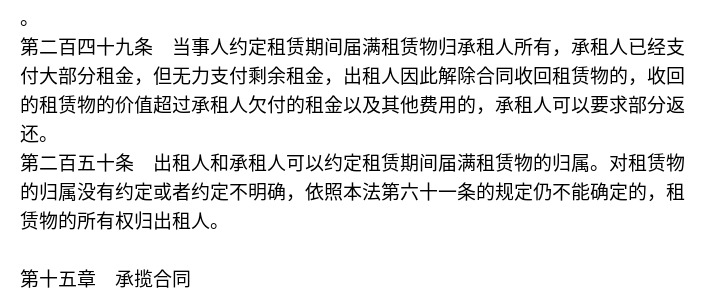 。
第二百四十九条　当事人约定租赁期间届满租赁物归承租人所有，承租人已经支
付大部分租金，但无力支付剩余租金，出租人因此解除合同收回租赁物的，收回
的租赁物的价值超过承租人欠付的租金以及其他费用的，承租人可以要求部分返
还。
第二百五十条　出租人和承租人可以约定租赁期间届满租赁物的归属。对租赁物
的归属没有约定或者约定不明确，依照本法第六十一条的规定仍不能确定的，租
赁物的所有权归出租人。
第十五章　承揽合同